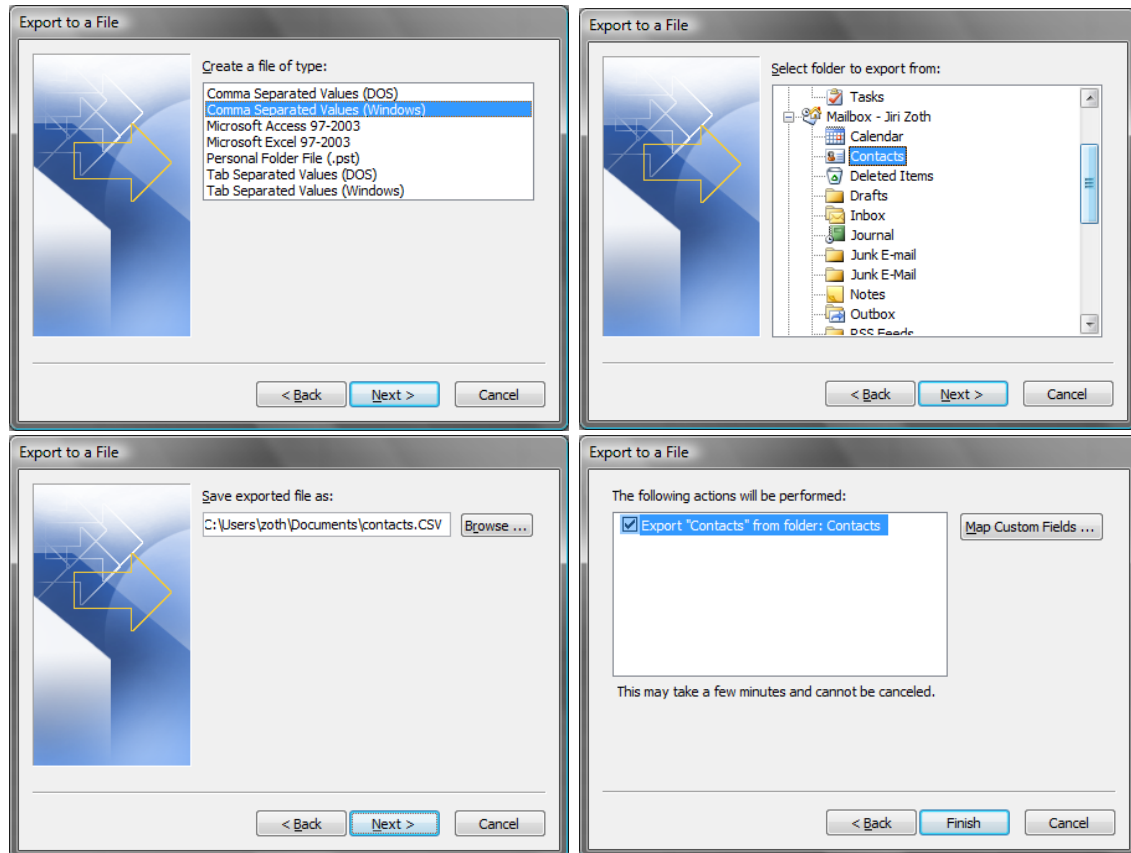 Export to a File
Create a file of type:
Comma Separated Values (DOS)
Comma Separated Values (Windows)
Microsoft Access 97-2003
Microsoft Excel 97-2003
Personal Folder File (.pst)
Tab Separated Values (DOS)
Tab Separated Values (Windows)
< Back Next > Cancel
Export to a File
Select folder to export from:
Tasks
Mailbox - Jiri Zoth
Calendar
Contacts
Deleted Items
Drafts
Inbox
Journal
Junk E-mail
Junk E-Mail
Notes
Outbox
RSS Feeds
< Back Next > Cancel
Export to a File
Save exported file as:
C:\Users\zoth\Documents\contacts.CSV Browse ...
< Back Next > Cancel
Export to a File
The following actions will be performed:
Export "Contacts" from folder: Contacts Map Custom Fields ...
This may take a few minutes and cannot be canceled.
< Back Finish Cancel